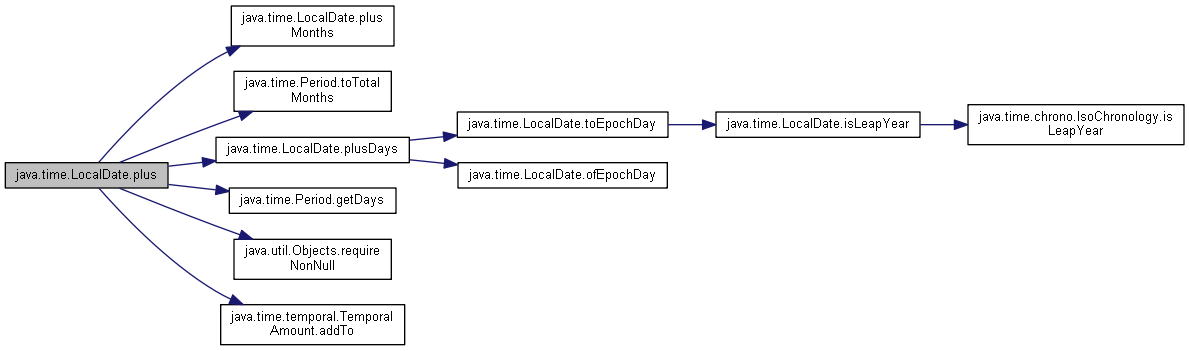 java.time.LocalDate.plus
java.time.LocalDate.plus
Months
java.time.Period.toTotal
Months
java.time.LocalDate.plusDays
java.time.Period.getDays
java.util.Objects.require
NonNull
java.time.temporal.Temporal
Amount.addTo
java.time.LocalDate.toEpochDay
java.time.LocalDate.ofEpochDay
java.time.LocalDate.isLeapYear
java.time.chrono.IsoChronology.is
LeapYear